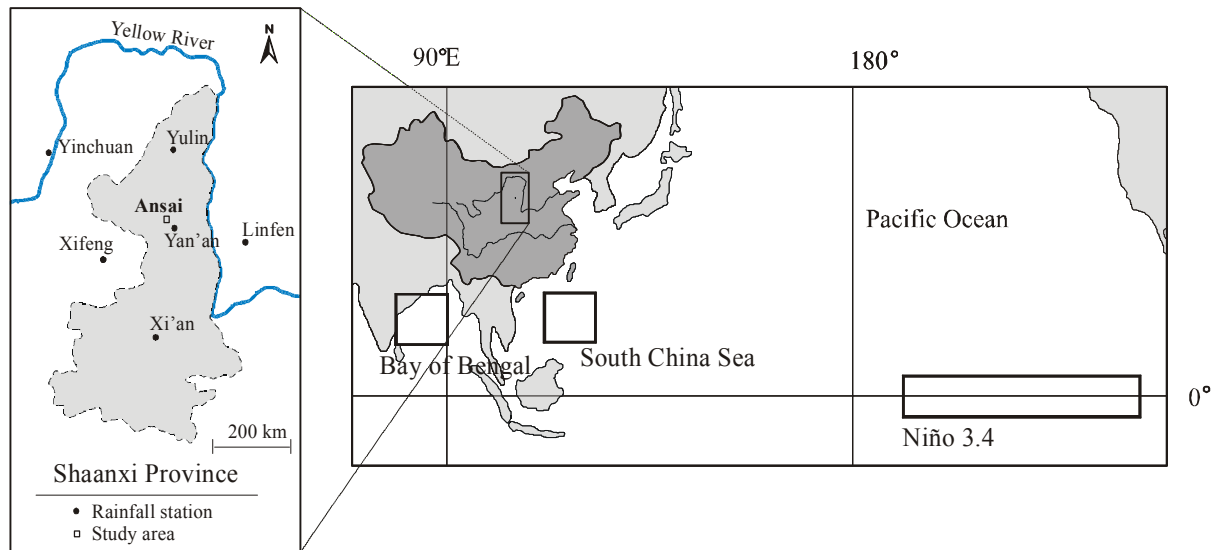 Yellow River
N
Yinchuan
Yulin
Ansai
Yan'an
Linfen
Xifeng
Xi'an
200 km
Shaanxi Province
Rainfall station
Study area
90°E
180°
Pacific Ocean
Bay of Bengal
South China Sea
0°
Niño 3.4